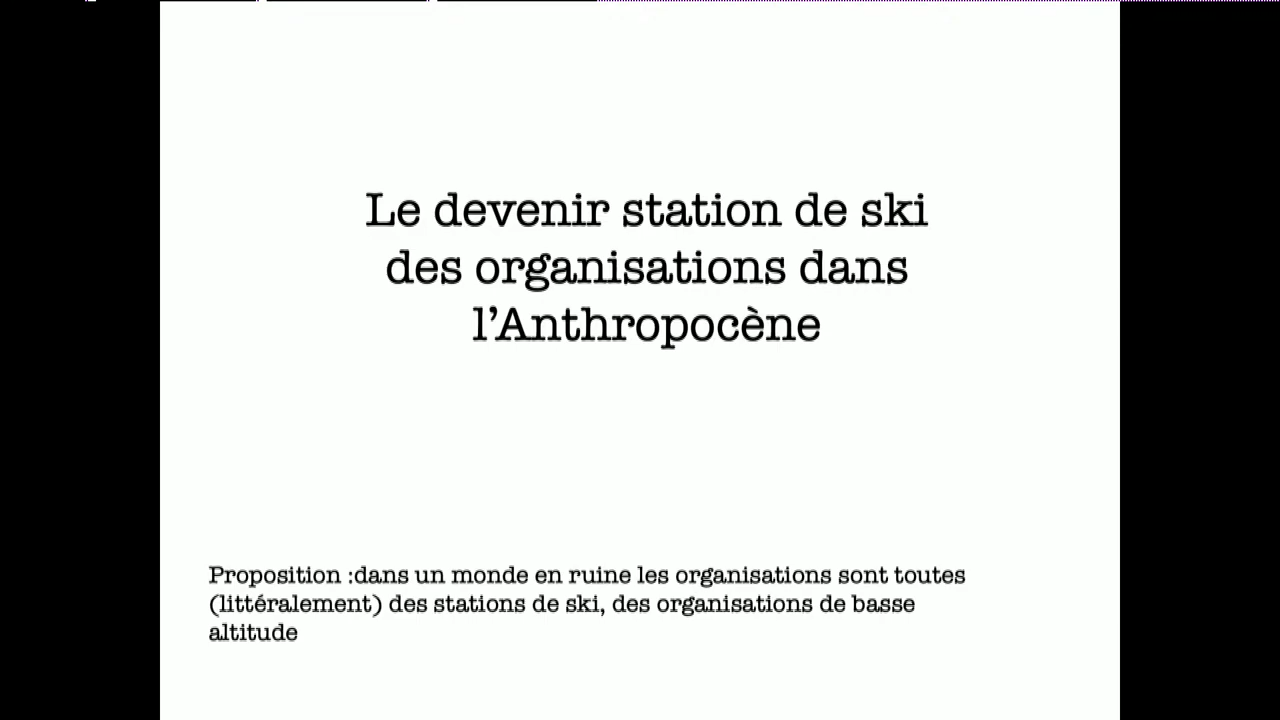 Le devenir station de ski
des organisations dans
l’Anthropocène
Proposition :dans un monde en ruine les organisations sont toutes
(littéralement) des stations de ski, des organisations de basse
altitude